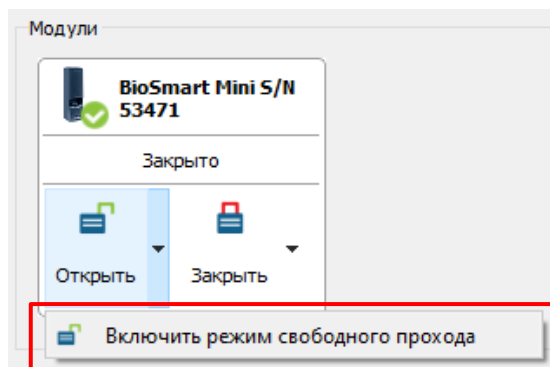 Модули
BioSmart Mini S/N
53471
Закрыто
Открыть
Закрыть
Включить режим свободного прохода